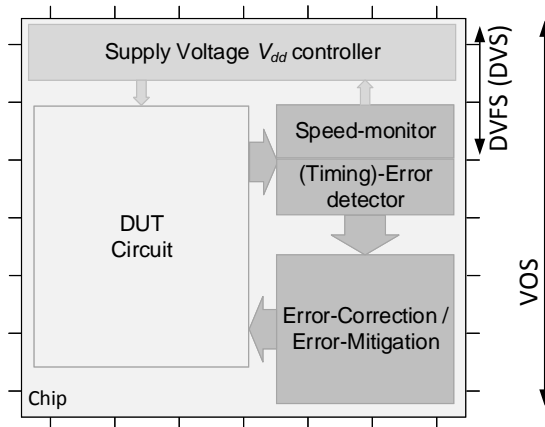 Supply Voltage Vdd controller
Speed-monitor
(Timing)-Error
detector
DUT
Circuit
Error-Correction /
Error-Mitigation
Chip
DVFS (DVS)
VOS